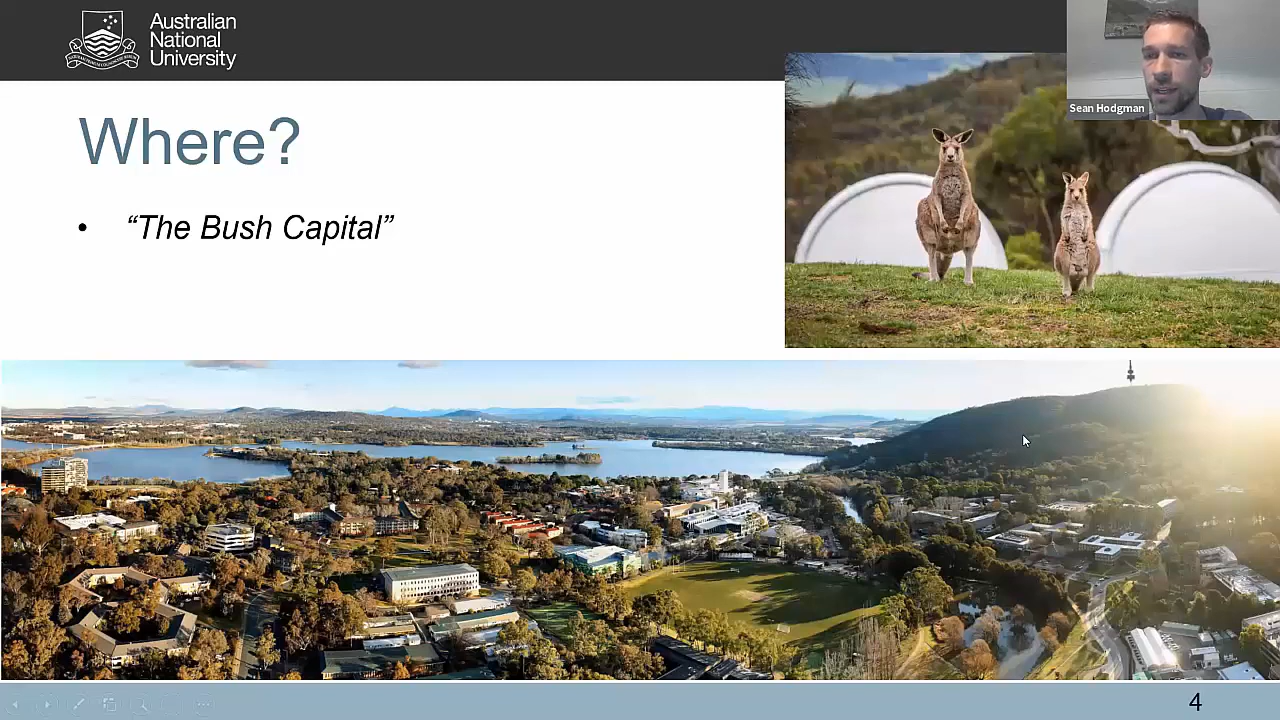 Australian
National
University
Sean Hodgman
Where?
• “The Bush Capital”
4